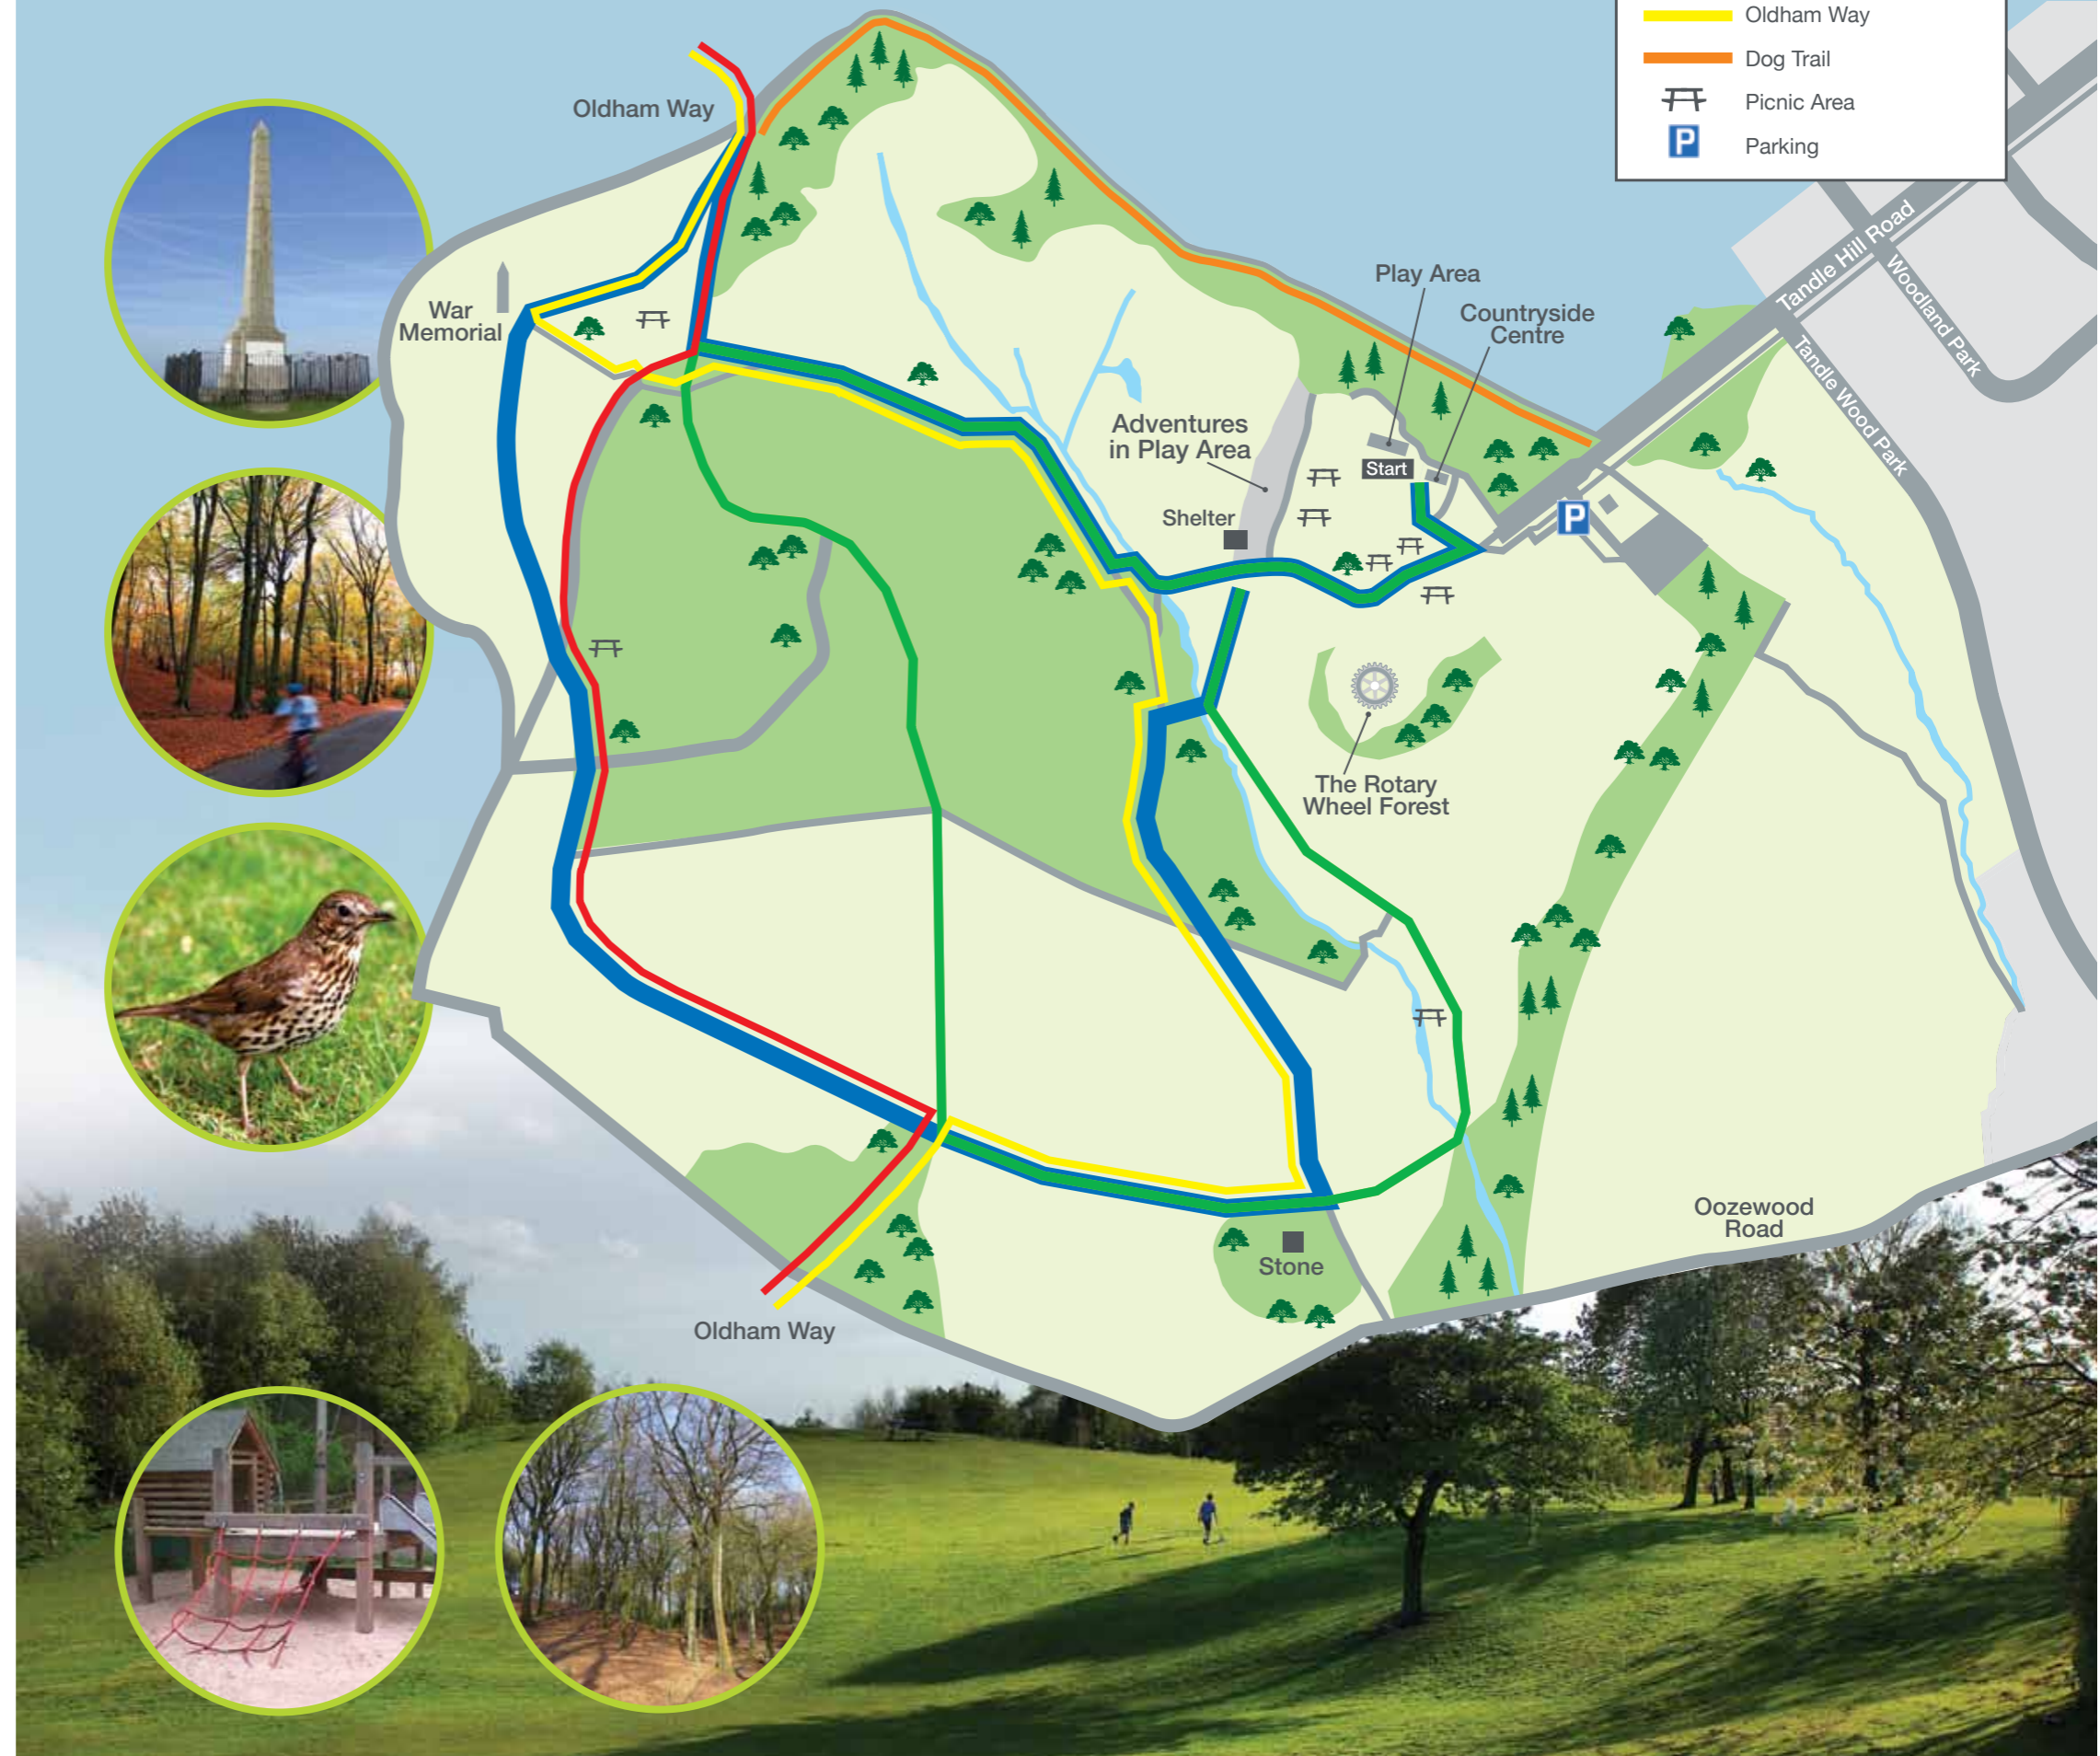 Oldham Way
Dog Trail
Picnic Area
P
Parking
Oldham Way
Tandle Hill Road
Woodland Park
Tandle Wood Park
Play Area
Countryside
Centre
War
Memorial
Adventures
in Play Area
Start
Shelter
P
The Rotary
Wheel Forest
Oozewood
Road
Stone
Oldham Way